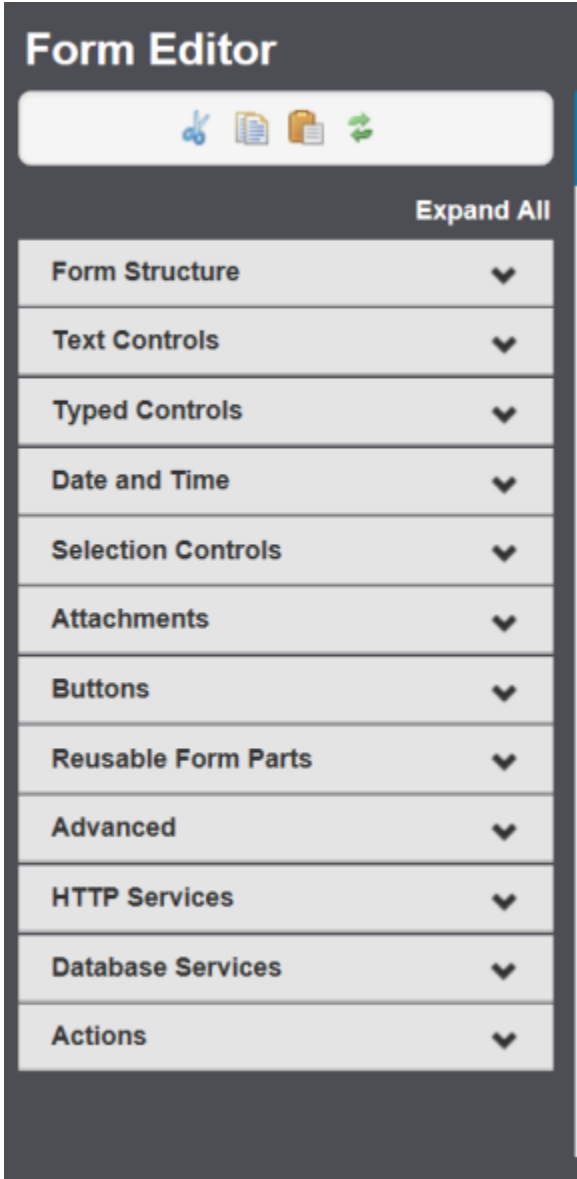 Form Editor
Expand All
Form Structure
Text Controls
Typed Controls
Date and Time
Selection Controls
Attachments
Buttons
Reusable Form Parts
Advanced
HTTP Services
Database Services
Actions